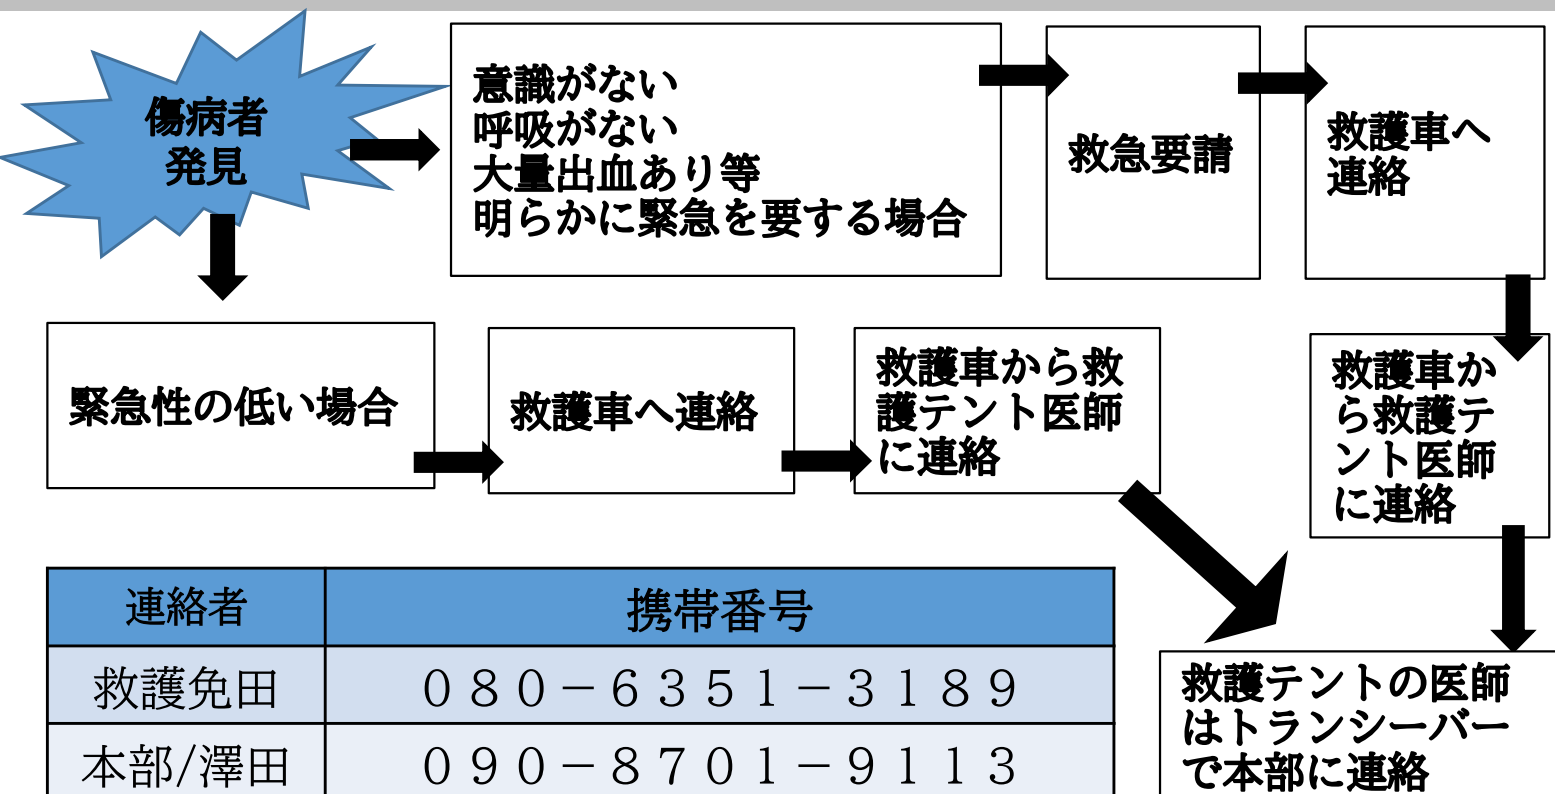 傷病者
発見
意識がない
呼吸がない
大量出血あり等
明らかに緊急を要する場合
救急要請
救護車へ
連絡
緊急性の低い場合
救護車へ連絡
救護車から救
護テント医師
に連絡
救護車か
ら救護テ
ント医師
に連絡
連絡者 携帯番号
救護免田 ０８０－６３５１－３１８９
本部/澤田 ０９０－８７０１－９１１３
救護テントの医師
はトランシーバー
で本部に連絡